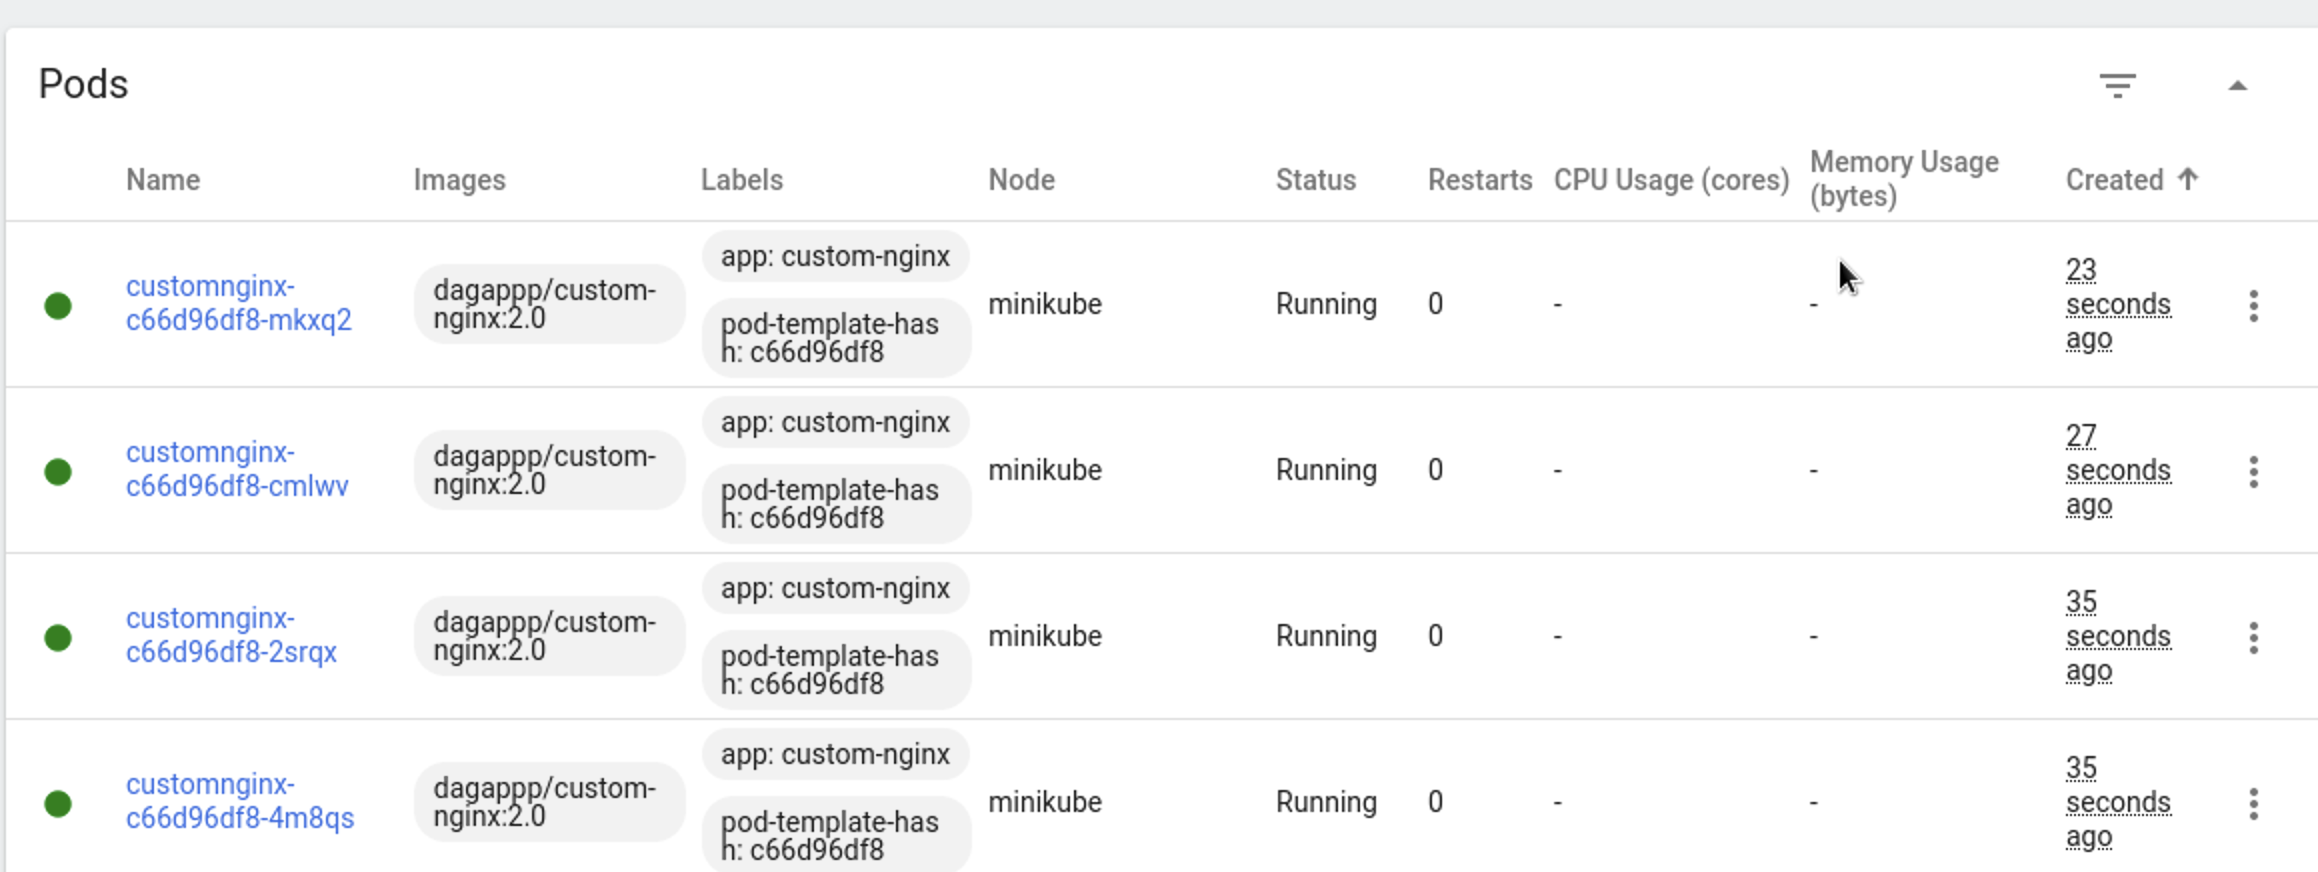 Pods
Name Images Labels Node Status Restarts CPU Usage (cores) Memory Usage (bytes) Created
customnginx-
c66d96df8-mkxq2
dagappp/custom-
nginx:2.0
app: custom-nginx
pod-template-has
h: c66d96df8
minikube
Running
0
-
-
23
seconds
ago
customnginx-
c66d96df8-cmlwv
dagappp/custom-
nginx:2.0
app: custom-nginx
pod-template-has
h: c66d96df8
minikube
Running
0
-
-
27
seconds
ago
customnginx-
c66d96df8-2srqx
dagappp/custom-
nginx:2.0
app: custom-nginx
pod-template-has
h: c66d96df8
minikube
Running
0
-
-
35
seconds
ago
customnginx-
c66d96df8-4m8qs
dagappp/custom-
nginx:2.0
app: custom-nginx
pod-template-has
h: c66d96df8
minikube
Running
0
-
-
35
seconds
ago